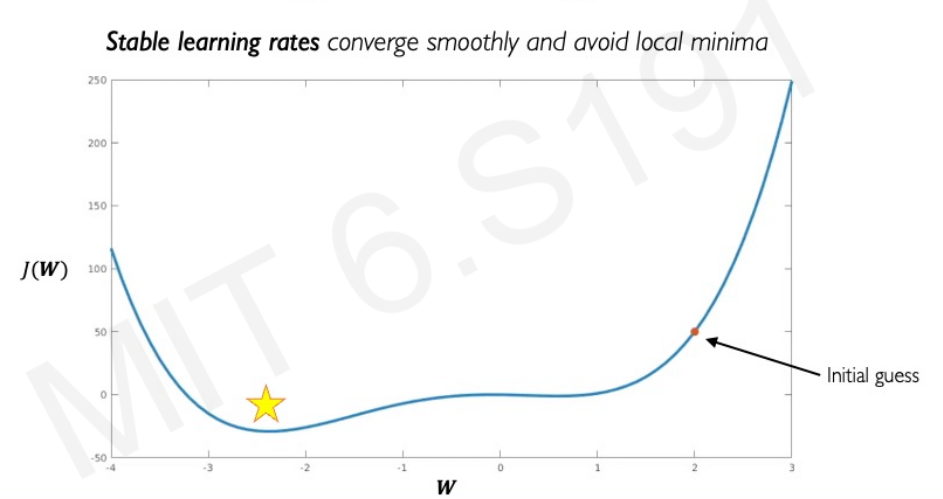 Stable learning rates converge smoothly and avoid local minima
250
200
150
100
50
0
-50
J(W)
-4 -3 -2 -1 0 1 2 3
W
Initial guess
MIT 6.S191